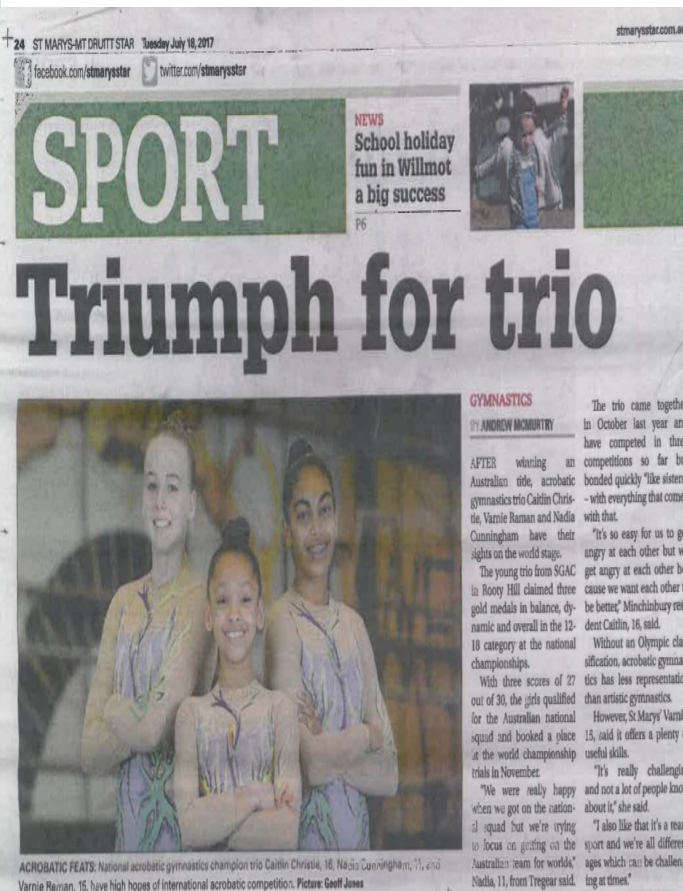 24 ST MARYS-MT DRUITT STAR Tuesday July 18, 2017
stmarysstar.com.a
facebook.com/stmarysstar twitter.com/stmarysstar
SPORT
NEWS
School holiday
fun in Willmot
a big success
P6
Triumph for trio
GYMNASTICS
BY ANDREW MCMURTRY
AFTER winning an
Australian title, acrobatic
gymnastics trio Caitlin Chris-
tie, Varnie Raman and Nadia
Cunningham have their
sights on the world stage.
The young trio from SGAC
in Rooty Hill claimed three
gold medals in balance, dy-
namic and overall in the 12-
18 category at the national
championships.
With three scores of 27
out of 30, the girls qualified
for the Australian national
squad and booked a place
at the world championship
trials in November.
"We were really happy
when we got on the nation-
al squad but we're trying
to focus on getting on the
Australian team for worlds,"
Nadia, 11, from Tregear said.
The trio came togethe
in October last year an
have competed in thre
competitions so far bu
bonded quickly "like sister
- with everything that come
with that.
"It's so easy for us to g
angry at each other but w
get angry at each other be
cause we want each other
be better," Minchinbury res
dent Caitlin, 16, said.
Without an Olympic cla
sification, acrobatic gymna
tics has less representatio
than artistic gymnastics.
However, St Marys' Varni
15, said it offers a plenty
useful skills.
"It's really challengin
and not a lot of people kno
about it," she said.
"I also like that it's a tea
sport and we're all differe
ages which can be challen
ing at times."
ACROBATIC FEATS: National acrobatic gymnastics champion trio Caitlin Christie, 16, Nadia Cunningham, 11, and
Varnie Raman, 15, have high hopes of international acrobatic competition. Picture: Geoff Jones